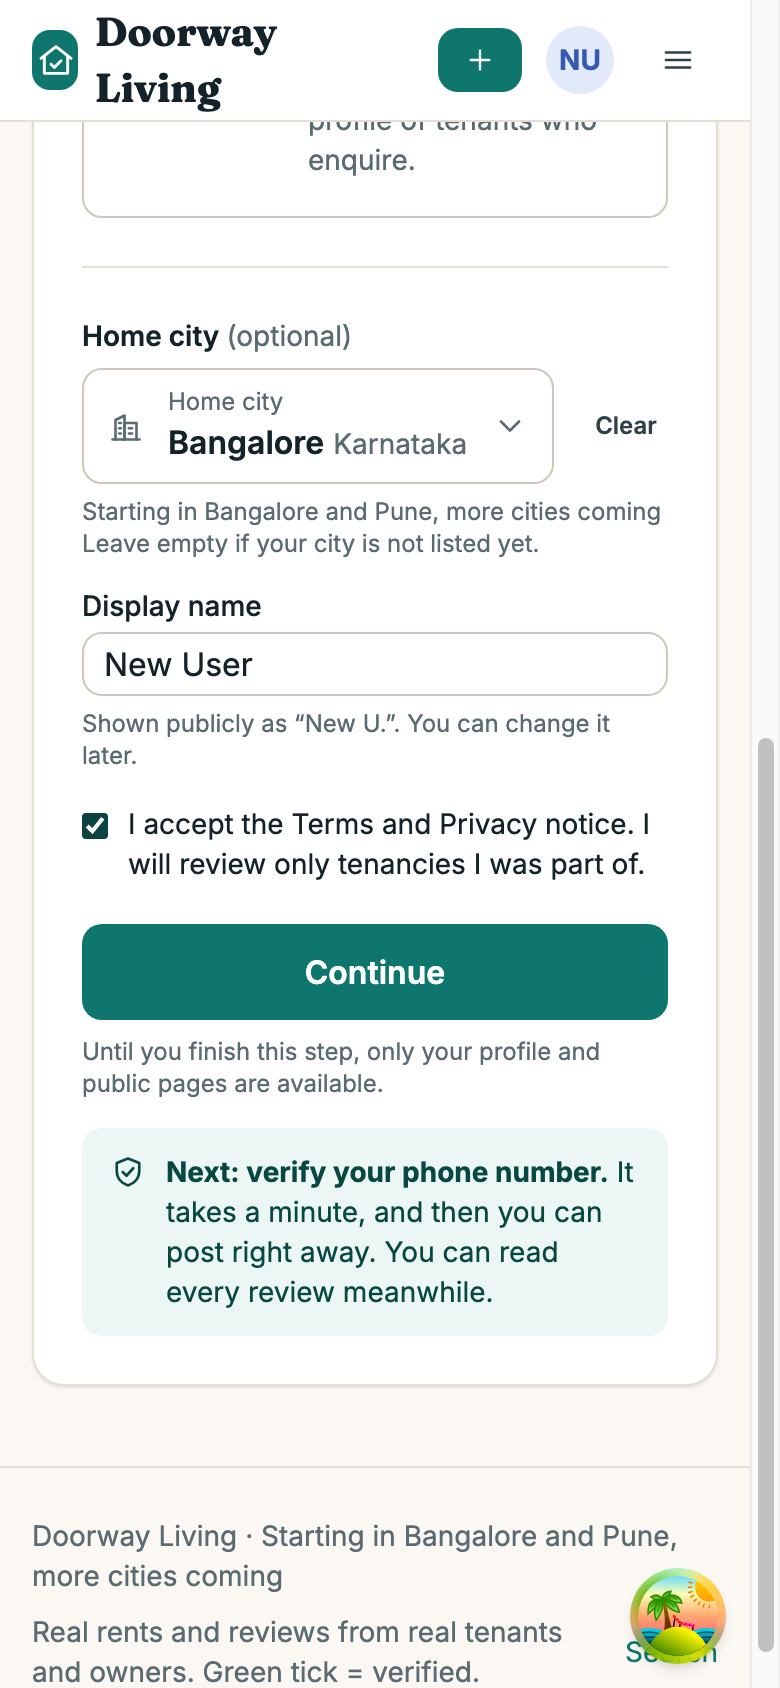 Doorway
Living
NU
profile of tenants who
enquire.
Home city (optional)
Home city
Bangalore Karnataka
Clear
Starting in Bangalore and Pune, more cities coming
Leave empty if your city is not listed yet.
Display name
New User
Shown publicly as “New U.”. You can change it
later.
I accept the Terms and Privacy notice. I
will review only tenancies I was part of.
Continue
Until you finish this step, only your profile and
public pages are available.
Next: verify your phone number. It
takes a minute, and then you can
post right away. You can read
every review meanwhile.
Doorway Living · Starting in Bangalore and Pune,
more cities coming
Real rents and reviews from real tenants
and owners. Green tick = verified.